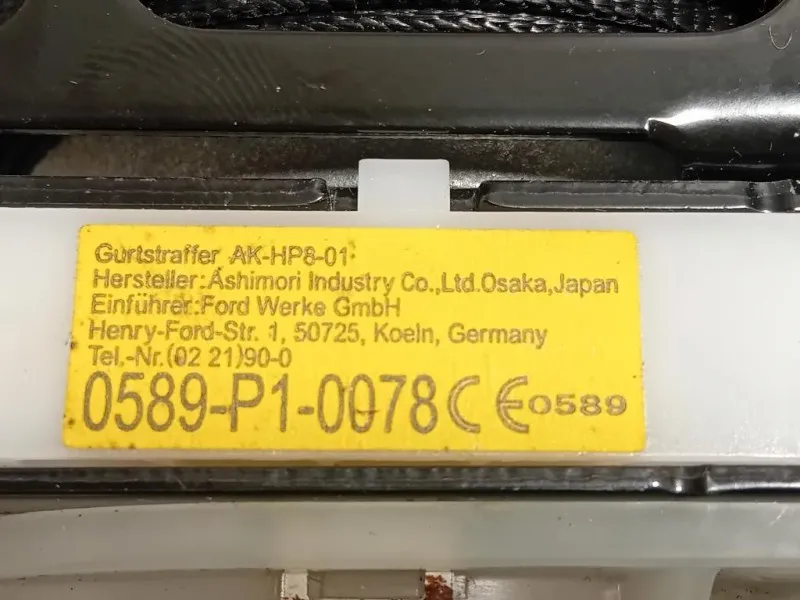 Gurtstraffer AK-HP8-01
Hersteller:Ashimori Industry Co.,Ltd.Osaka,Japan
Einführer:Ford Werke GmbH
Henry-Ford-Str. 1, 50725, Koeln, Germany
Tel.-Nr.(02 21)90-0
0589-P1-0078 CE 0589